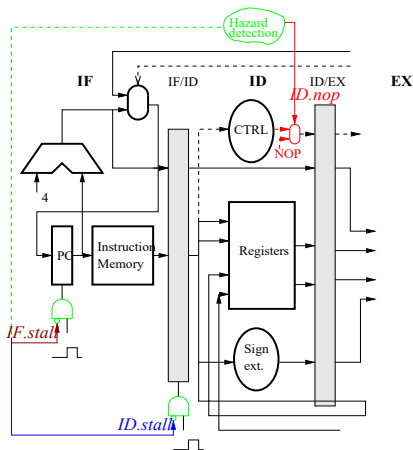 Hazard
detection
IF
IF/ID
ID
ID/EX
EX
ID.nop
CTRL
NOP
4
PC
Instruction
Memory
Registers
IF.stall
Sign
ext.
ID.stall